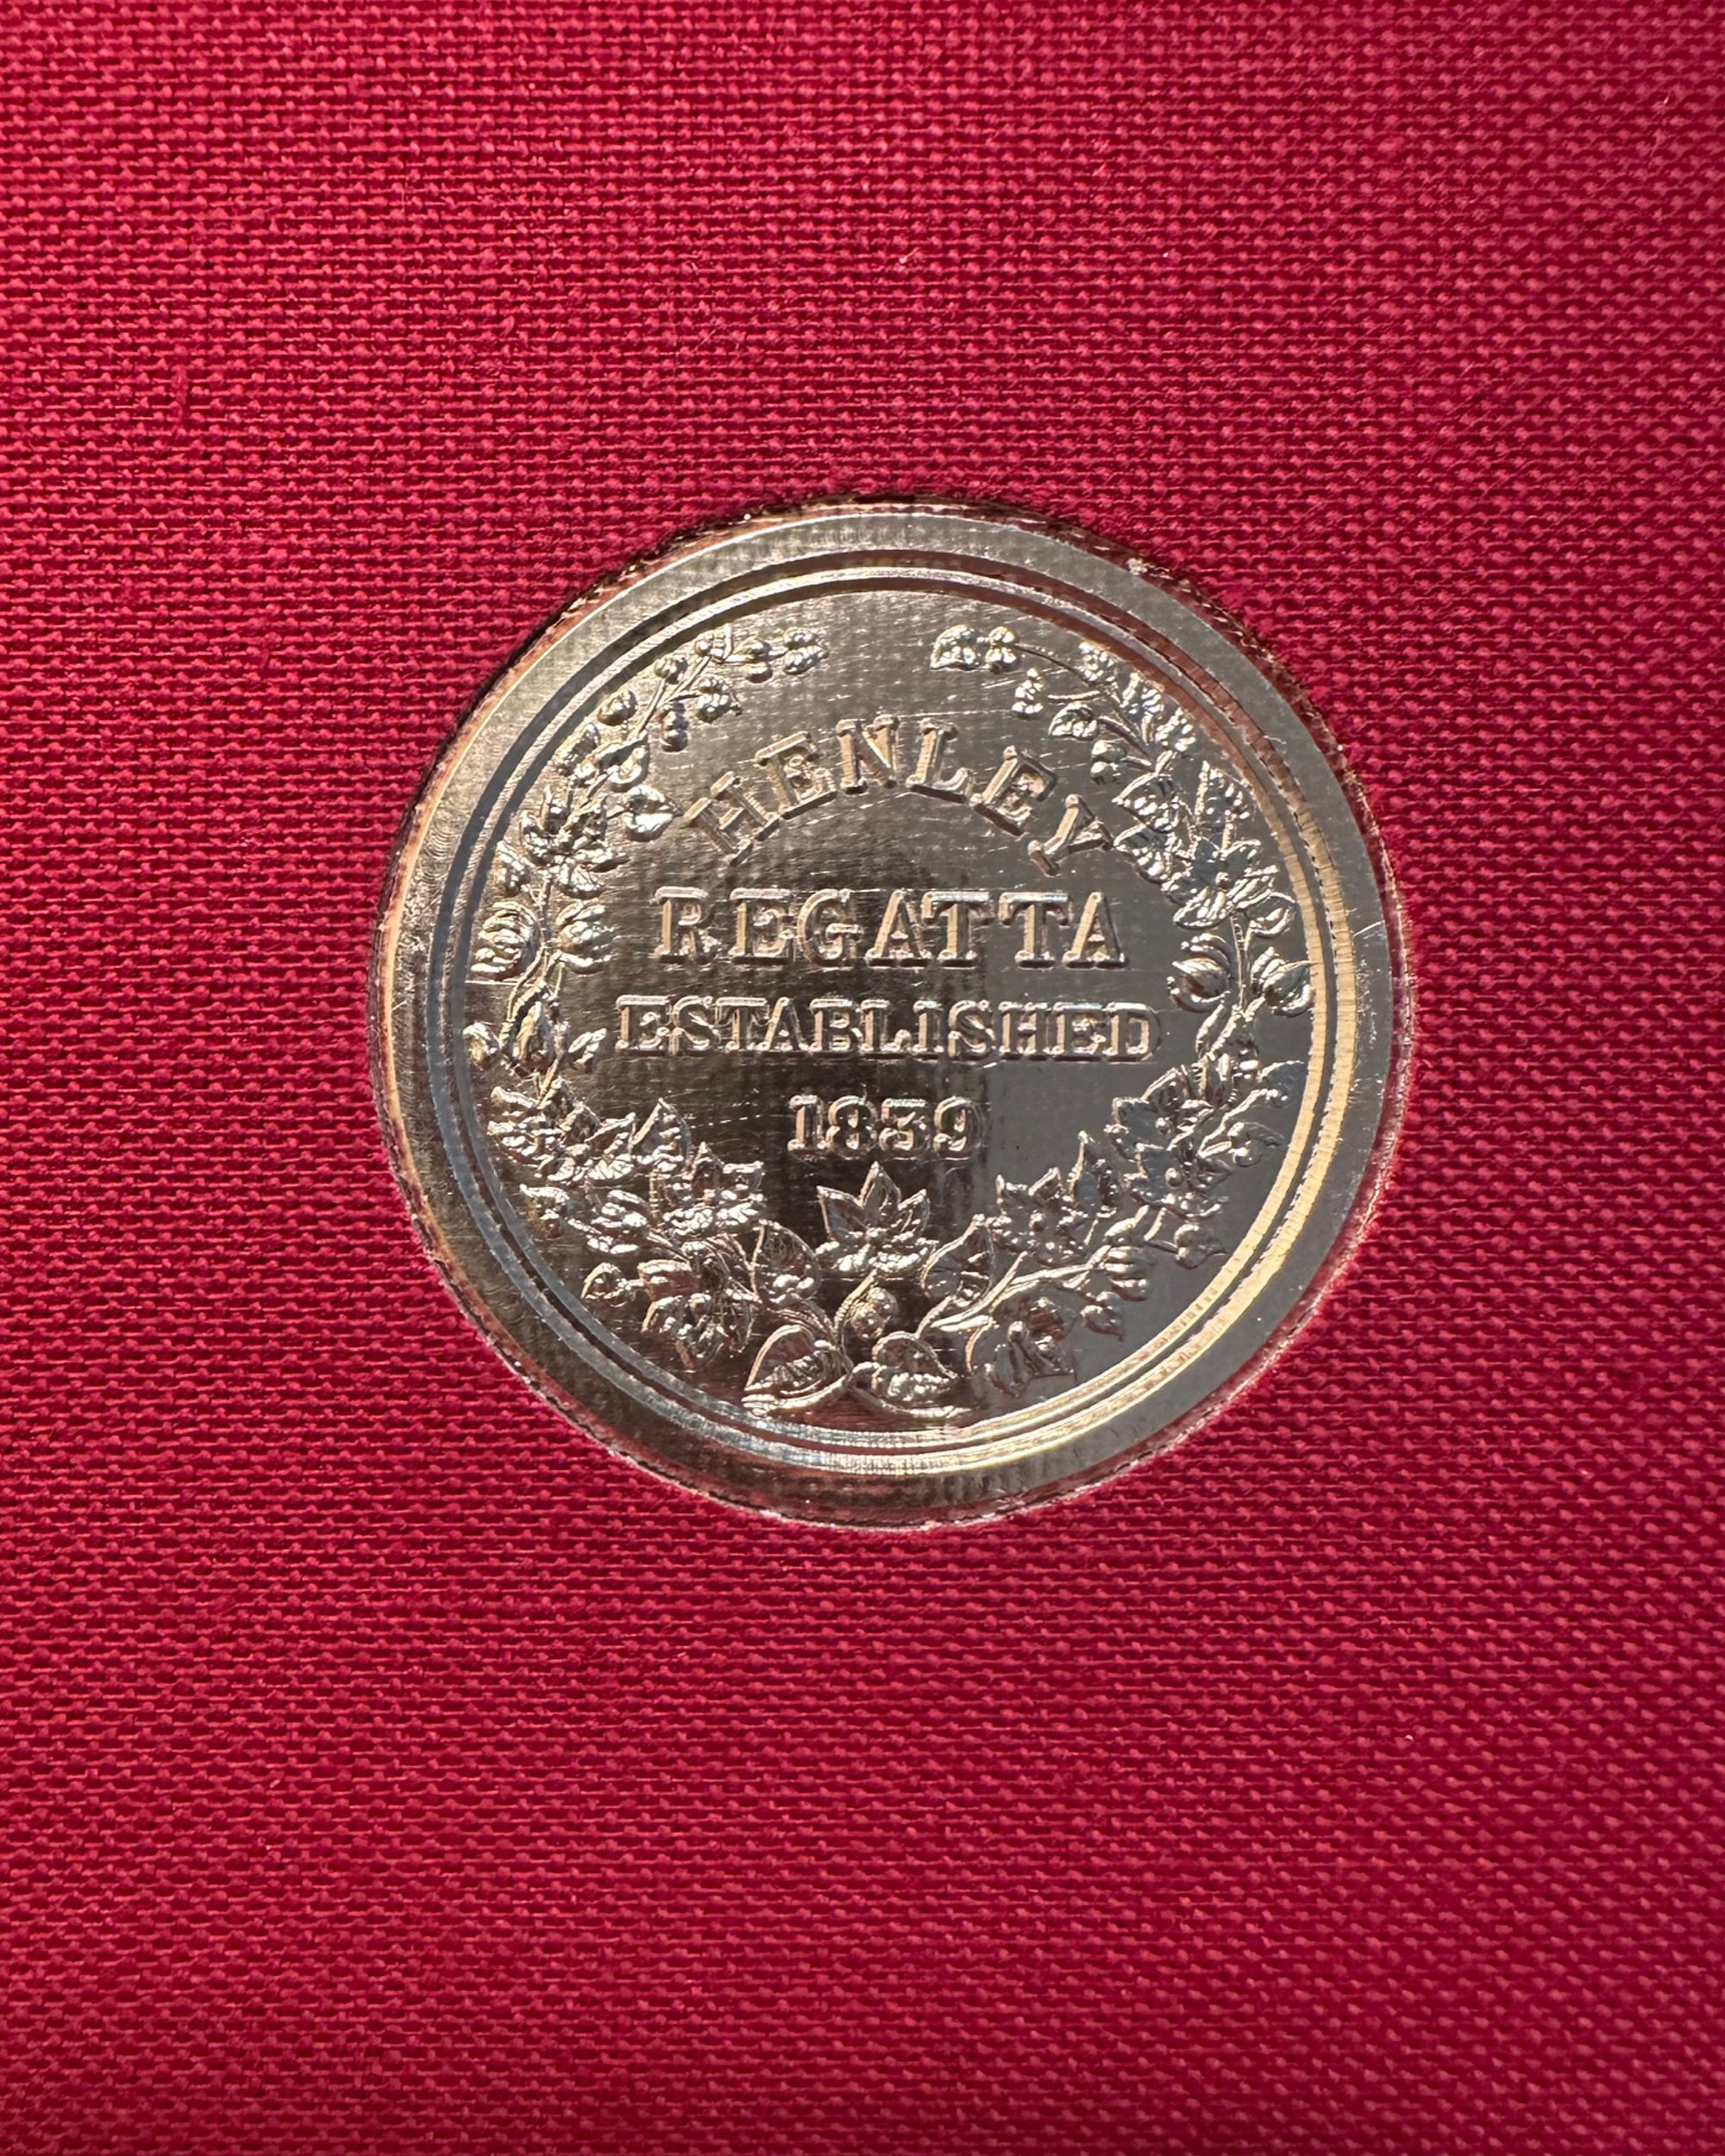 HENLEY
REGATTA
ESTABLISHED
1839